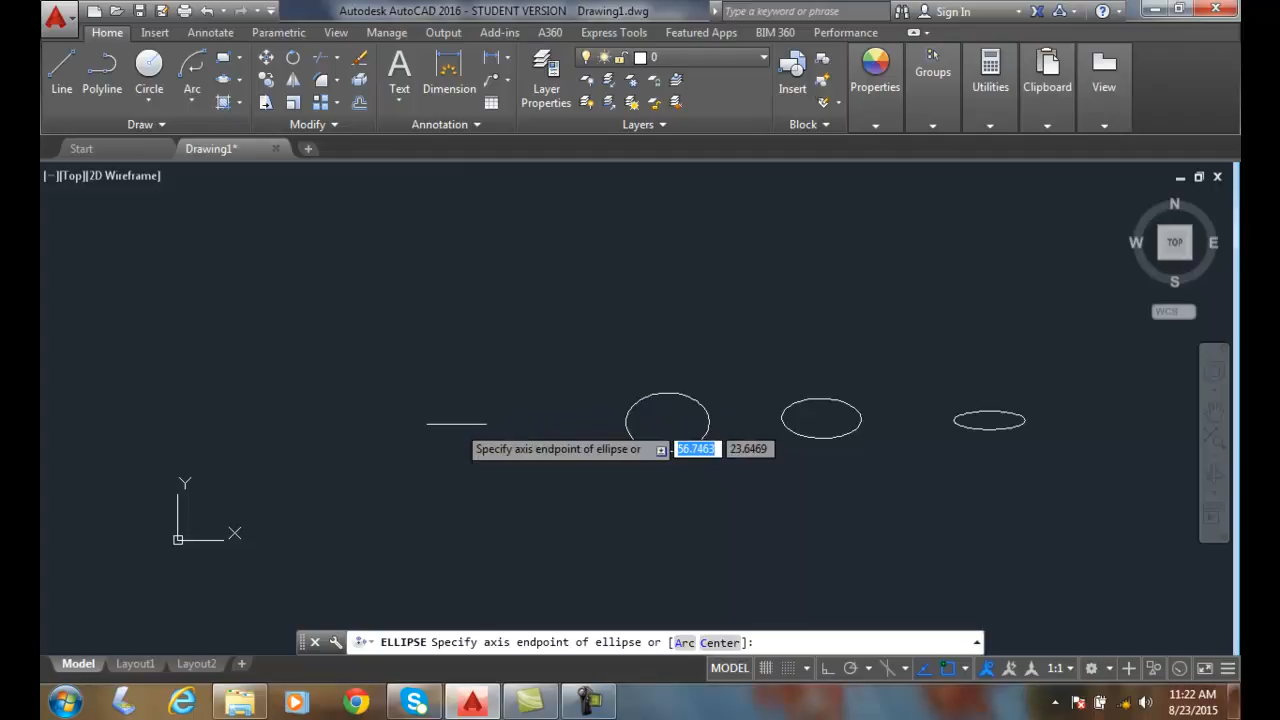 Autodesk AutoCAD 2016 - STUDENT VERSION Drawing1.dwg
Type a keyword or phrase
Sign In
Home Insert Annotate Parametric View Manage Output Add-ins A360 Express Tools Featured Apps BIM 360 Performance
Line Polyline Circle Arc Text Dimension Layer Properties 0 Insert Properties Groups Utilities Clipboard View
Draw Modify Annotation Layers Block
Start Drawing1*
[−][Top][2D Wireframe]
N
W TOP E
S
WCS
Specify axis endpoint of ellipse or 56.7463 23.6469
Y
X
ELLIPSE Specify axis endpoint of ellipse or [Arc Center]:
Model Layout1 Layout2 + MODEL 1:1
11:22 AM
8/23/2015